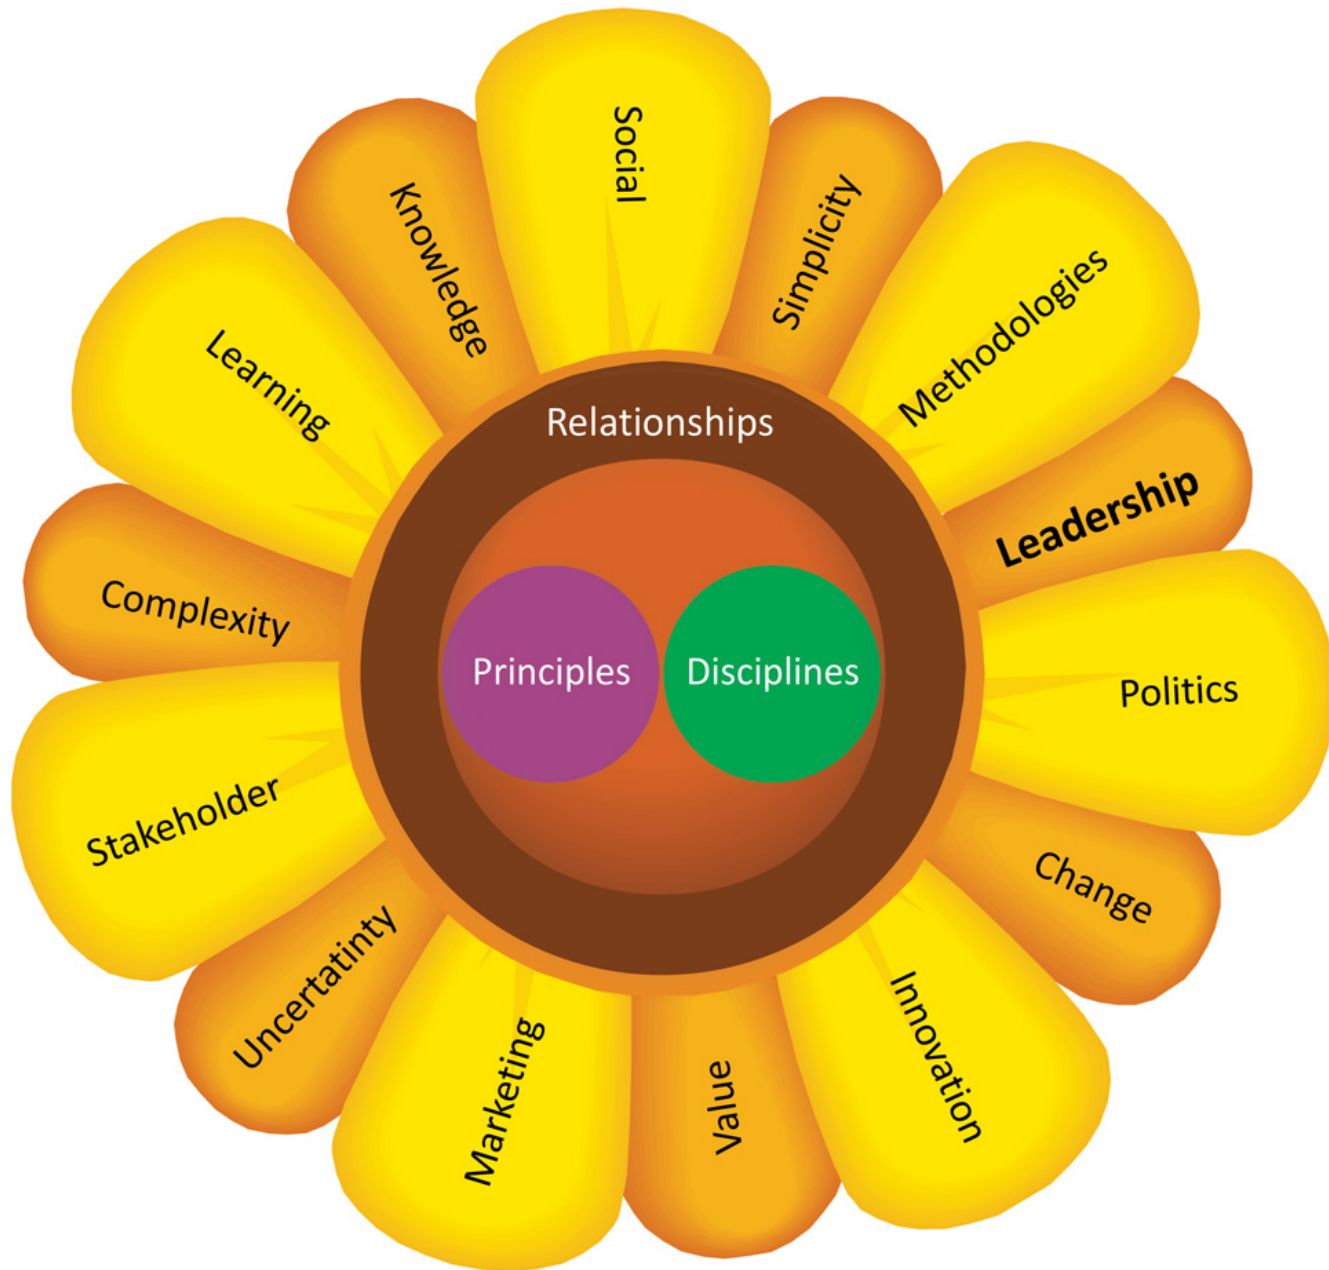 Social
Simplicity
Methodologies
Leadership
Politics
Change
Innovation
Value
Marketing
Uncertatinty
Stakeholder
Complexity
Learning
Knowledge
Relationships
Principles
Disciplines